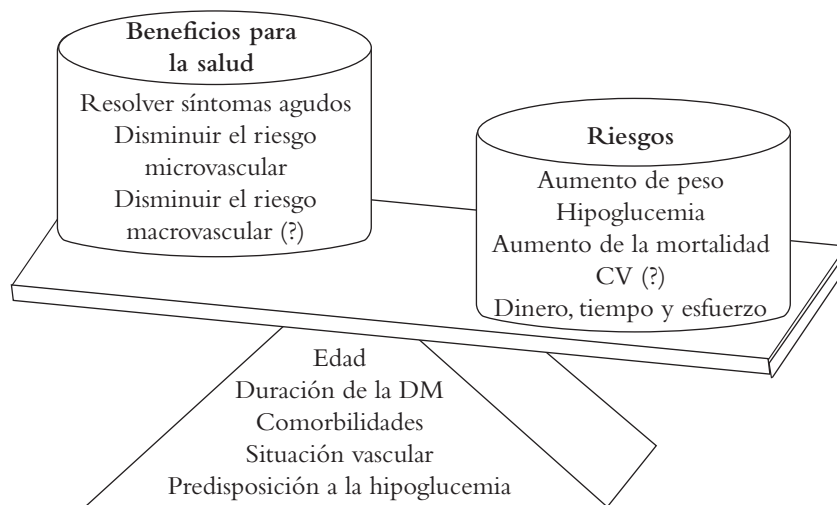 Beneficios para
la salud
Resolver síntomas agudos
Disminuir el riesgo
microvascular
Disminuir el riesgo
macrovascular (?)
Riesgos
Aumento de peso
Hipoglucemia
Aumento de la mortalidad
CV (?)
Dinero, tiempo y esfuerzo
Edad
Duración de la DM
Comorbilidades
Situación vascular
Predisposición a la hipoglucemia